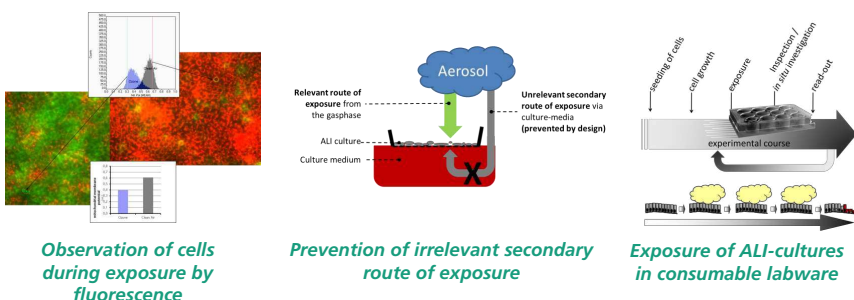 Aerosol
Relevant route of
exposure from
the gasphase
Unrelevant secondary
route of exposure via
culture-media
(prevented by design)
ALI culture
Culture medium
X
seeding of cells
cell growth
exposure
Inspection /
in situ investigation
read-out
experimental course
Observation of cells
during exposure by
fluorescence
Prevention of irrelevant secondary
route of exposure
Exposure of ALI-cultures
in consumable labware